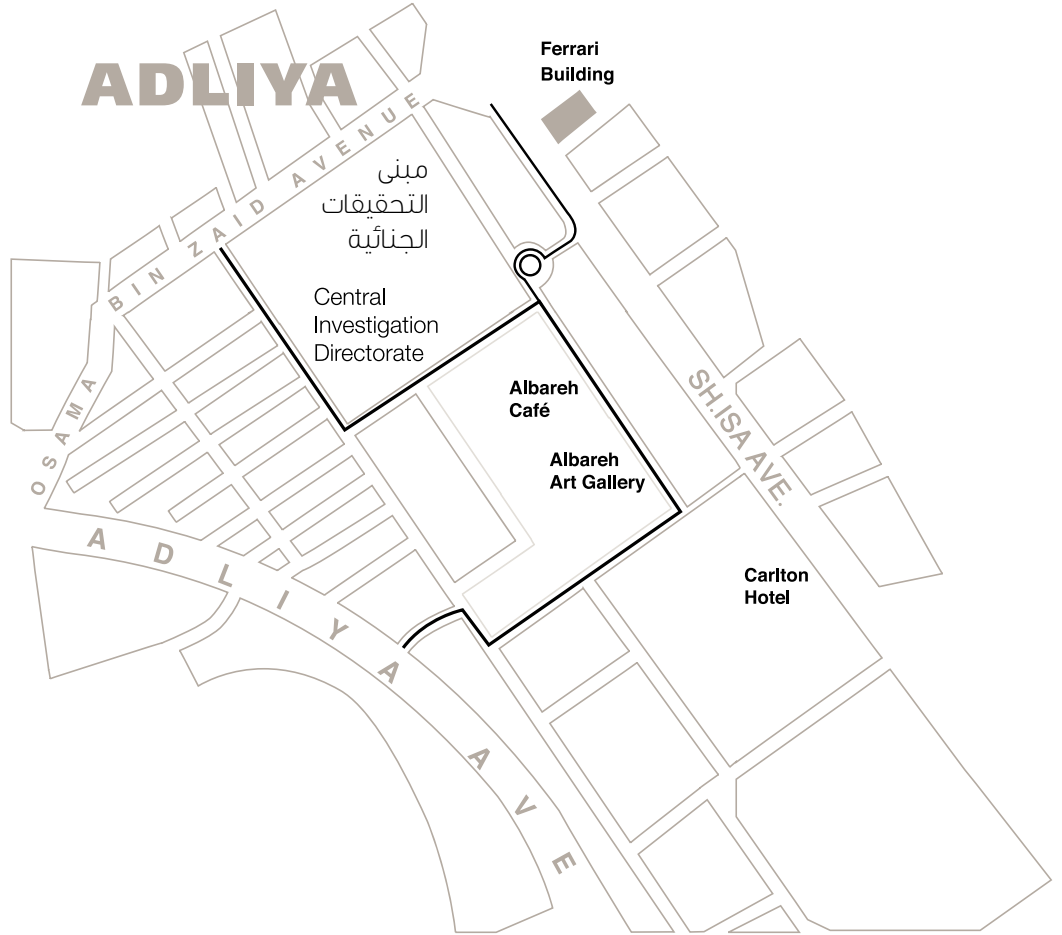 ADLIYA
Ferrari
Building
OSAMA BIN ZAID AVENUE
مبنى
التحقيقات
الجنائية
Central
Investigation
Directorate
Albareh
Café
Albareh
Art Gallery
SH.ISA AVE.
Carlton
Hotel
ADLIYA AVE